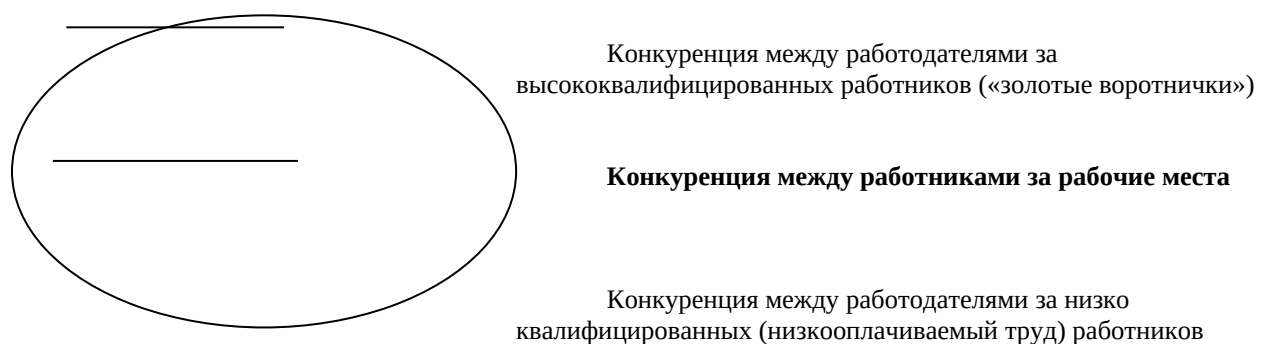 Конкуренция между работодателями за
высококвалифицированных работников («золотые воротнички»)
Конкуренция между работниками за рабочие места
Конкуренция между работодателями за низко
квалифицированных (низкооплачиваемый труд) работников